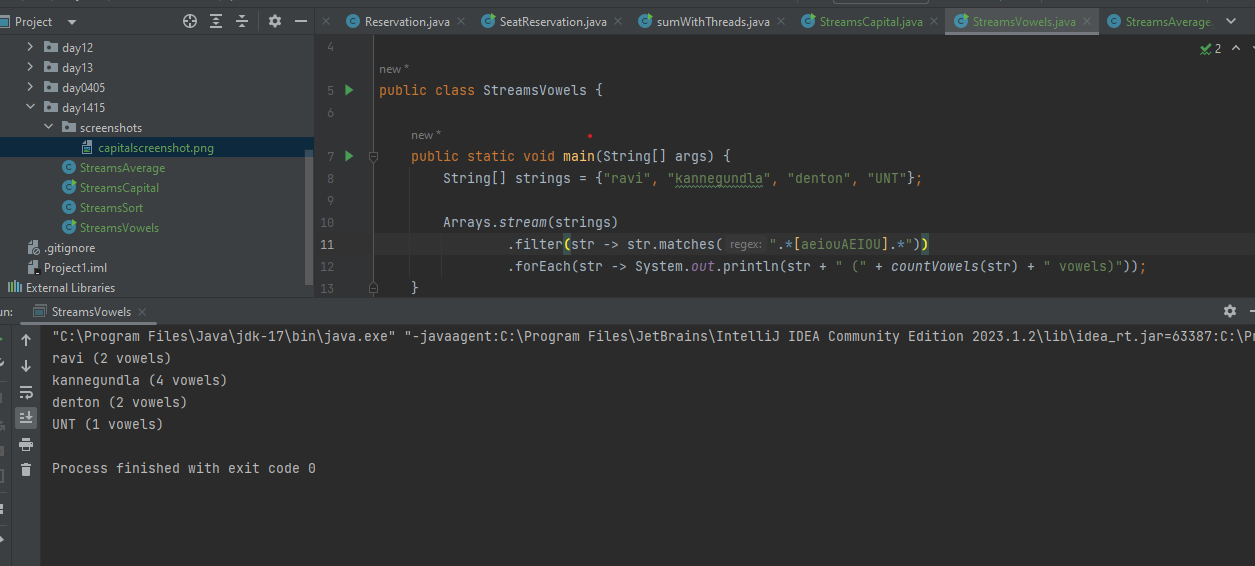 Project
Reservation.java
SeatReservation.java
sumWithThreads.java
StreamsCapital.java
StreamsVowels.java
StreamsAverage.
day12
day13
day0405
day1415
screenshots
capitalscreenshot.png
StreamsAverage
StreamsCapital
StreamsSort
StreamsVowels
.gitignore
Project1.iml
External Libraries
2
4
new *
5 public class StreamsVowels {
6
new *
7 public static void main(String[] args) {
8 String[] strings = {"ravi", "kannegundla", "denton", "UNT"};
9
10 Arrays.stream(strings)
11 .filter(str -> str.matches( regex: ".*[aeiouAEIOU].*"))
12 .forEach(str -> System.out.println(str + " (" + countVowels(str) + " vowels)"));
13 }
un: StreamsVowels
"C:\Program Files\Java\jdk-17\bin\java.exe" "-javaagent:C:\Program Files\JetBrains\IntelliJ IDEA Community Edition 2023.1.2\lib\idea_rt.jar=63387:C:\Pr
ravi (2 vowels)
kannegundla (4 vowels)
denton (2 vowels)
UNT (1 vowels)
Process finished with exit code 0